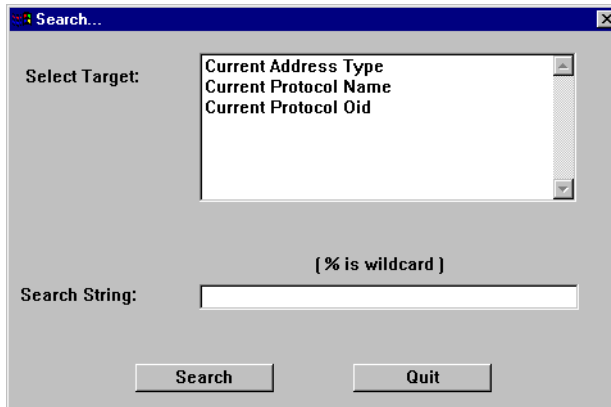 Search...
Select Target:
Current Address Type
Current Protocol Name
Current Protocol Oid
( % is wildcard )
Search String:
Search
Quit